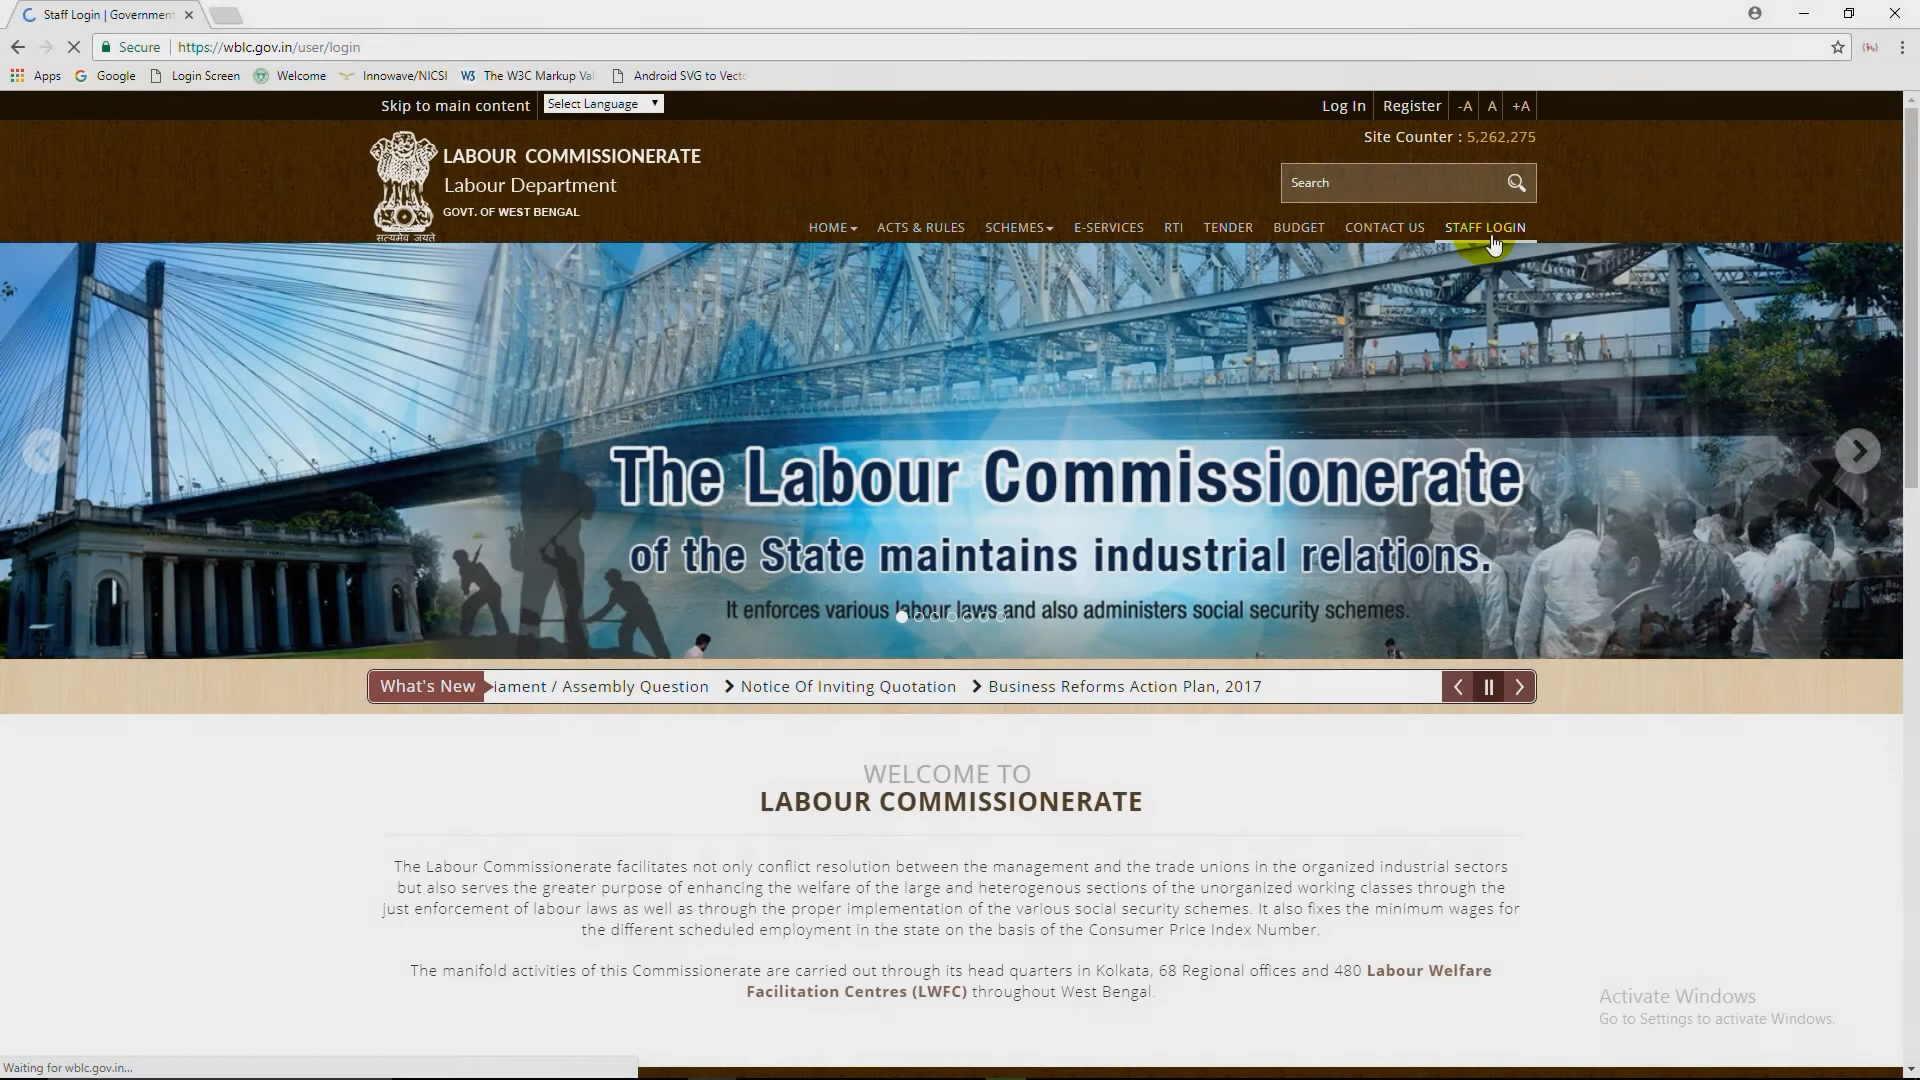 Staff Login | Government
Secure https://wblc.gov.in/user/login
Apps Google Login Screen Welcome Innowave/NICSI W3 The W3C Markup Val Android SVG to Vecto
Skip to main content Select Language Log In Register -A A +A
Site Counter : 5,262,275
LABOUR COMMISSIONERATE
Labour Department
GOVT. OF WEST BENGAL
सत्यमेव जयते
Search
HOME ACTS & RULES SCHEMES E-SERVICES RTI TENDER BUDGET CONTACT US STAFF LOGIN
The Labour Commissionerate
of the State maintains industrial relations.
It enforces various labour laws and also administers social security schemes.
What's New iament / Assembly Question Notice Of Inviting Quotation Business Reforms Action Plan, 2017
WELCOME TO
LABOUR COMMISSIONERATE
The Labour Commissionerate facilitates not only conflict resolution between the management and the trade unions in the organized industrial sectors
but also serves the greater purpose of enhancing the welfare of the large and heterogenous sections of the unorganized working classes through the
just enforcement of labour laws as well as through the proper implementation of the various social security schemes. It also fixes the minimum wages for
the different scheduled employment in the state on the basis of the Consumer Price Index Number.
The manifold activities of this Commissionerate are carried out through its head quarters in Kolkata, 68 Regional offices and 480 Labour Welfare
Facilitation Centres (LWFC) throughout West Bengal.
Activate Windows
Go to Settings to activate Windows.
Waiting for wblc.gov.in...